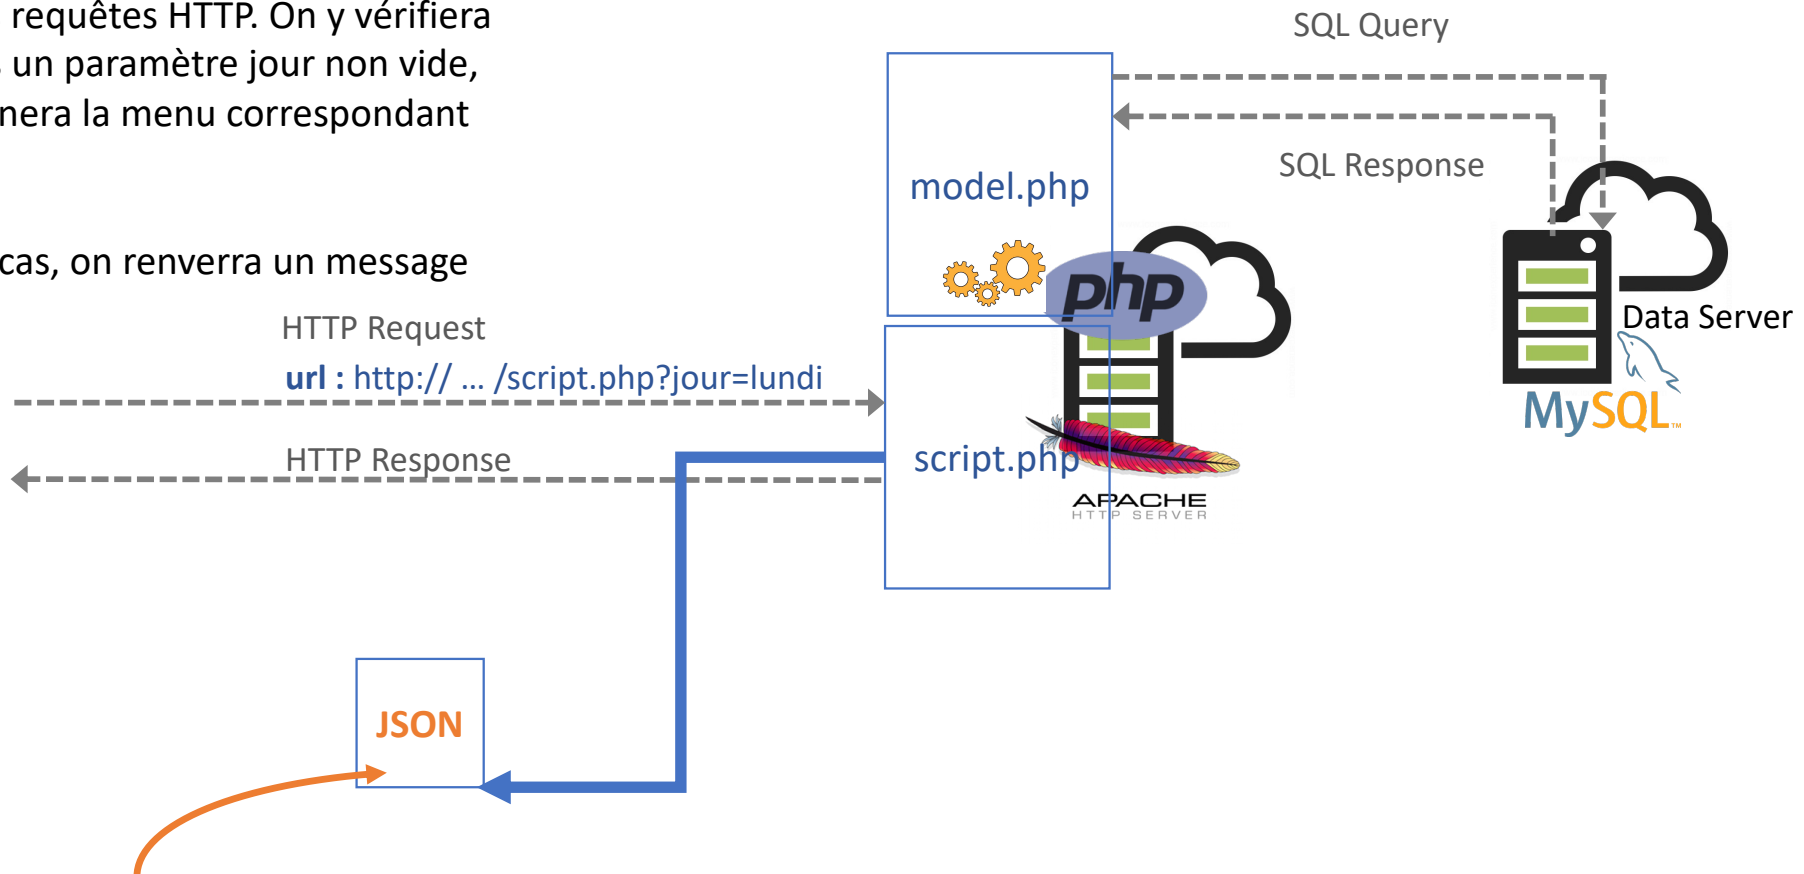 requêtes HTTP. On y vérifiera
un paramètre jour non vide,
nera la menu correspondant
cas, on renverra un message
SQL Query
SQL Response
model.php
php
Data Server
MySQL™
HTTP Request
url : http:// … /script.php?jour=lundi
HTTP Response
script.php
APACHE
HTTP SERVER
JSON